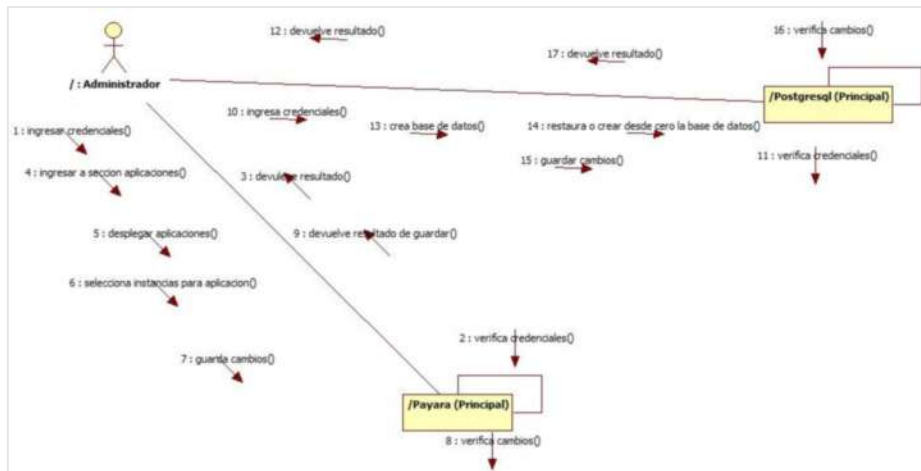 12 : devuelve resultado()
16 : verifica cambios()
17 : devuelve resultado()
/ : Administrador
/Postgresql (Principal)
10 : ingresa credenciales()
1 : ingresar credenciales()
13 : crea base de datos()
14 : restaura o crear desde cero la base de datos()
15 : guardar cambios()
11 : verifica credenciales()
4 : ingresar a seccion aplicaciones()
3 : devuleve resultado()
5 : desplegar aplicaciones()
9 : devuelve resultado de guardar()
6 : selecciona instancias para aplicacion()
2 : verifica credenciales()
7 : guarda cambios()
/Payara (Principal)
8 : verifica cambios()